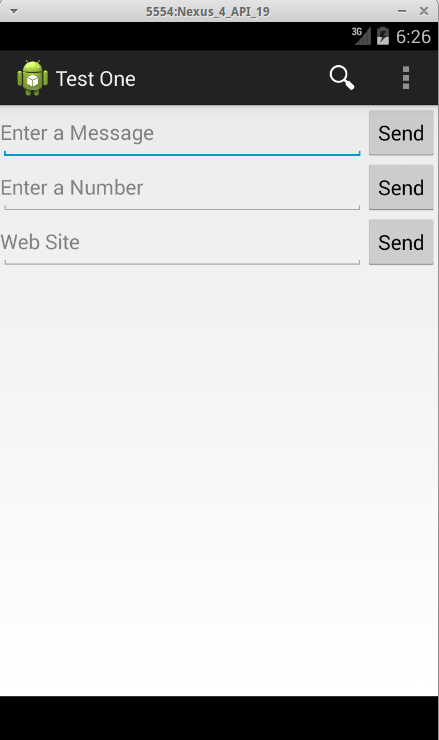 5554:Nexus_4_API_19
3G 6:26
Test One
Enter a Message Send
Enter a Number Send
Web Site Send